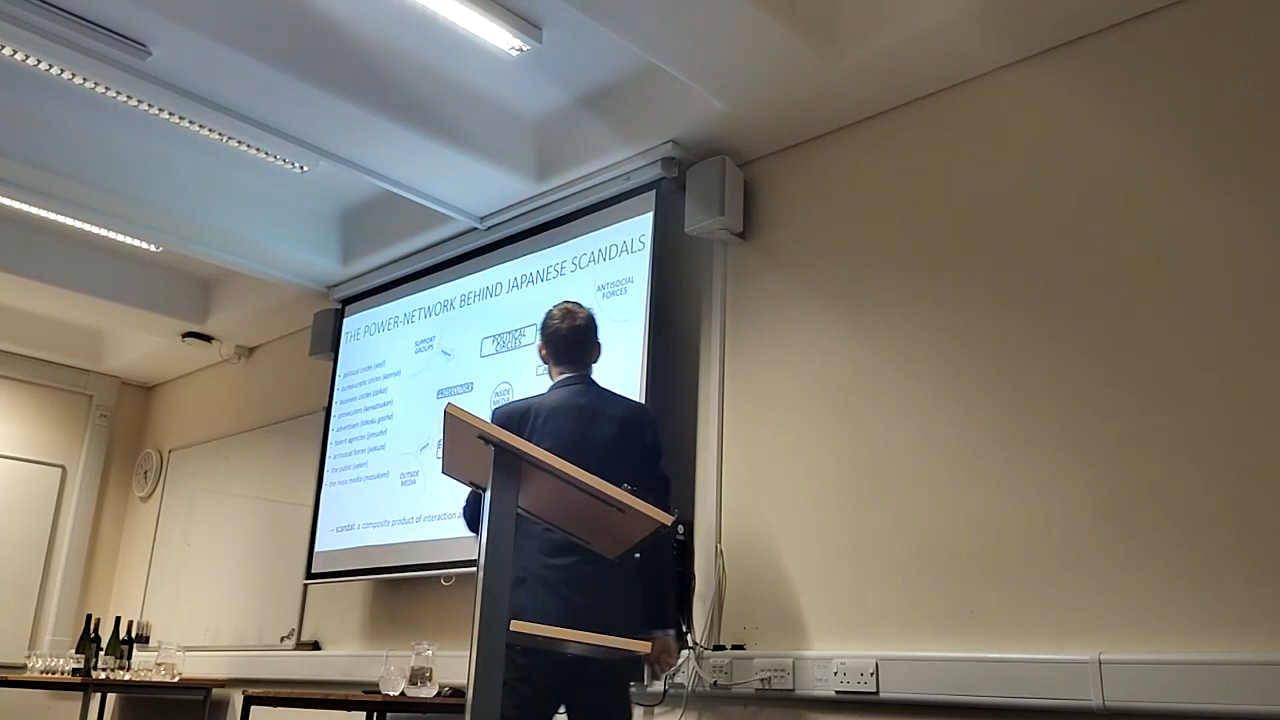 THE POWER-NETWORK BEHIND JAPANESE SCANDALS
ANTISOCIAL
FORCES
SUPPORT
GROUPS
POLITICAL
CIRCLES
• political circles (seiji)
• bureaucratic circles (kanryō)
• business circles (zaikai)
• prosecutors (kensatsukan)
• advertisers (kōkoku gaisha)
• talent agencies (jimusho)
• antisocial forces (yakuza)
• the public (seken)
• the mass media (masukomi)
PROSECUTORS
INSIDE
MEDIA
OUTSIDE
MEDIA
→ scandal: a composite product of interaction